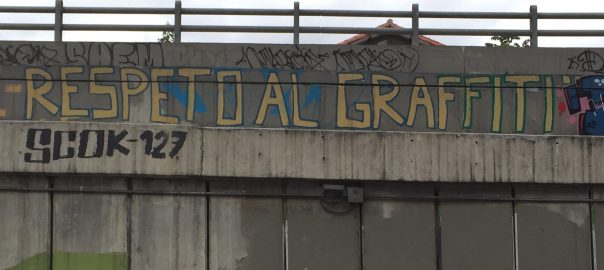 RESPETO AL GRAFFITI
SCOK-127